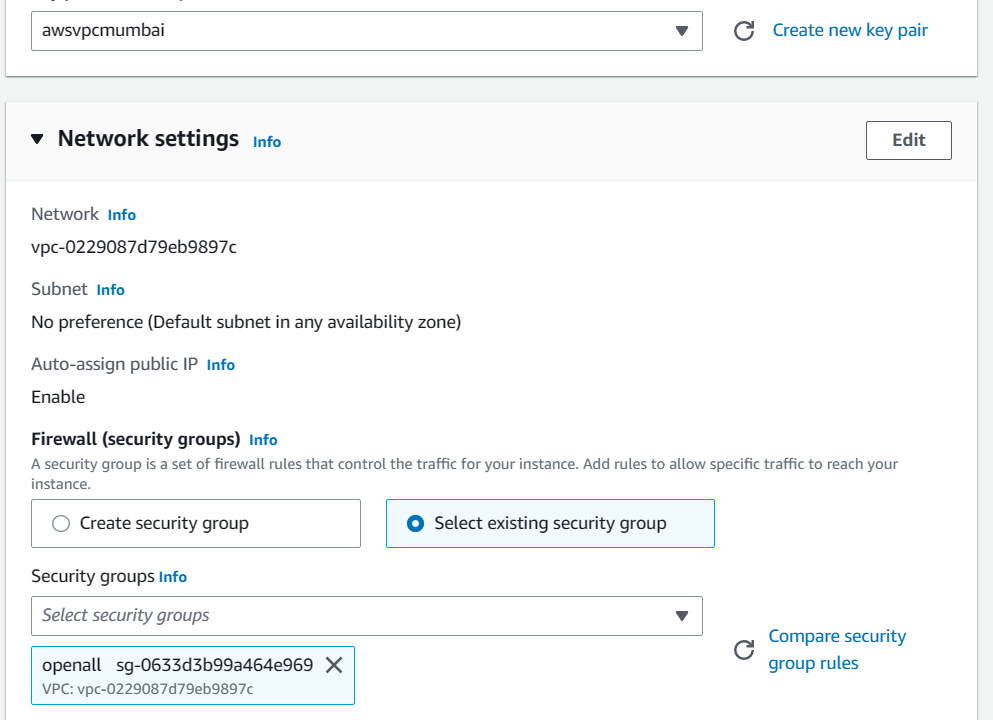 awsvpcmumbai
Create new key pair
Network settings Info
Edit
Network Info
vpc-0229087d79eb9897c
Subnet Info
No preference (Default subnet in any availability zone)
Auto-assign public IP Info
Enable
Firewall (security groups) Info
A security group is a set of firewall rules that control the traffic for your instance. Add rules to allow specific traffic to reach your
instance.
Create security group
Select existing security group
Security groups Info
Select security groups
Compare security
group rules
openall sg-0633d3b99a464e969
VPC: vpc-0229087d79eb9897c